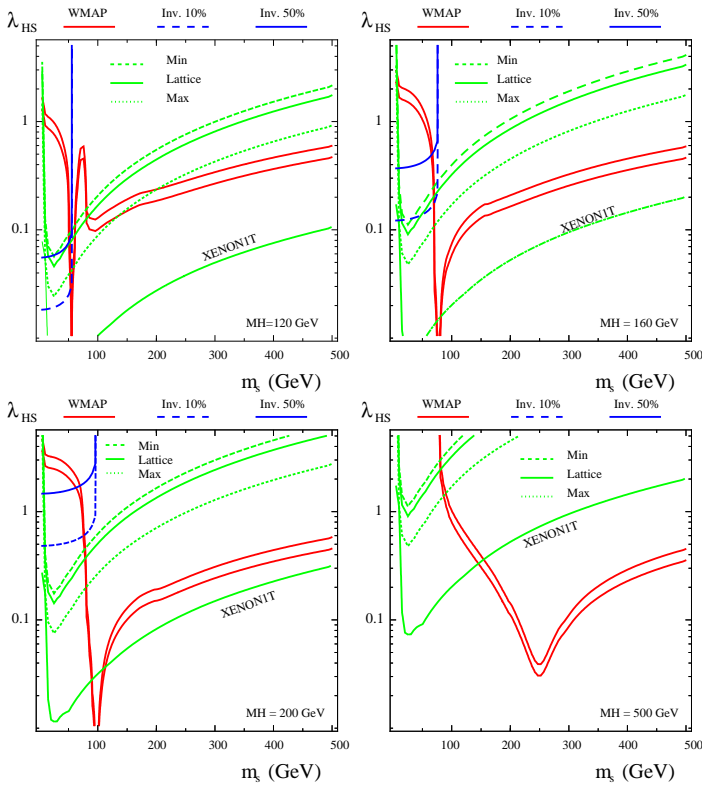 λHS WMAP Inv. 10% Inv. 50%
Min
Lattice
Max
1
0.1
XENON1T
MH=120 GeV
100 200 300 400 500
ms (GeV)
λHS WMAP Inv. 10% Inv. 50%
Min
Lattice
Max
1
0.1
XENON1T
MH = 160 GeV
100 200 300 400 500
ms (GeV)
λHS WMAP Inv. 10% Inv. 50%
Min
Lattice
Max
1
0.1
XENON1T
MH = 200 GeV
100 200 300 400 500
ms (GeV)
λHS WMAP Inv. 10% Inv. 50%
Min
Lattice
Max
1
0.1
XENON1T
MH = 500 GeV
100 200 300 400 500
ms (GeV)